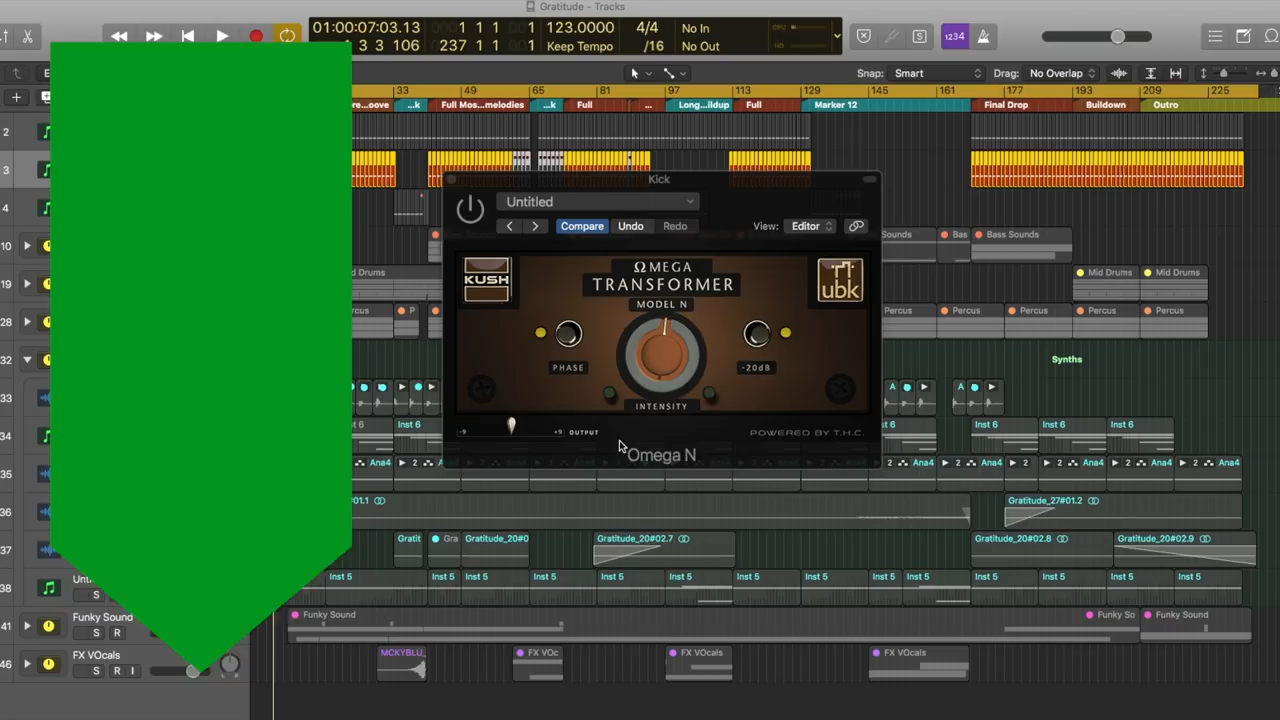 Gratitude - Tracks
01:00:07:03.13
3 3 106
1 1 1 1
237 1 1 1
123.0000
Keep Tempo
4/4
/16
No In
No Out
CPU
HD
S
1234
E
Snap: Smart
Drag: No Overlap
33 49 65 81 97 113 129 145 161 177 193 209 225
re...oove ...k Full Mos...melodies ...k Full ... Long...ildup Full Marker 12 Final Drop Buildown Outro
2
3
4
Kick
Untitled
Compare Undo Redo View: Editor
10
Sounds Bas Bass Sounds
KUSH
ΩMEGA
TRANSFORMER
MODEL N
ubk
19
d Drums Mid Drums Mid Drums
28
rcus P Percus Percus Percus Percus Percus
PHASE
-20dB
32
Synths
33
A A
INTENSITY
34
6 Inst 6 Inst 6 Inst 6 Inst 6
-9 +9 OUTPUT
POWERED BY T.H.C.
Omega N
35
Ana4 2 Ana4 2 Ana4 2 Ana4 2 Ana4 2 Ana4 2 Ana4
36
#01.1 Gratitude_27#01.2
37
Gratit Gra Gratitude_20#0 Gratitude_20#02.7 Gratitude_20#02.8 Gratitude_20#02.9
38
Unt
S
Inst 5 Inst 5 Inst 5 Inst 5 Inst 5 Inst 5 Inst 5 Inst 5 Inst 5 Inst 5 Inst 5 Inst 5 Inst 5
41
Funky Sound
S R
Funky Sound Funky So Funky Sound
46
FX VOcals
S R I
MCKYBLU_ FX VOc FX VOcals FX VOcals